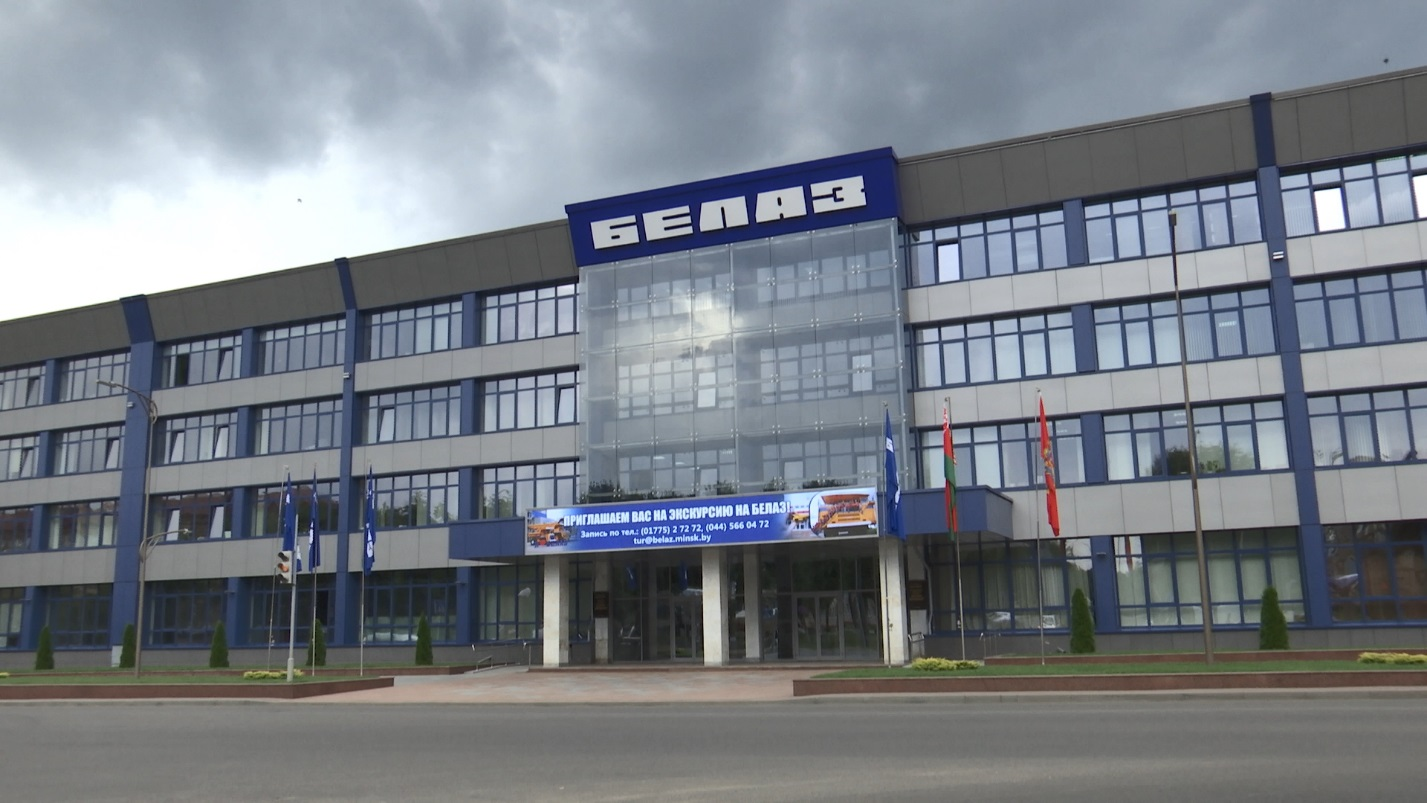 БЕЛАЗ
ПРИГЛАШАЕМ ВАС НА ЭКСКУРСИЮ НА БЕЛАЗ!
Запись по тел.: (01775) 2 72 72, (044) 566 04 72
tur@belaz.minsk.by